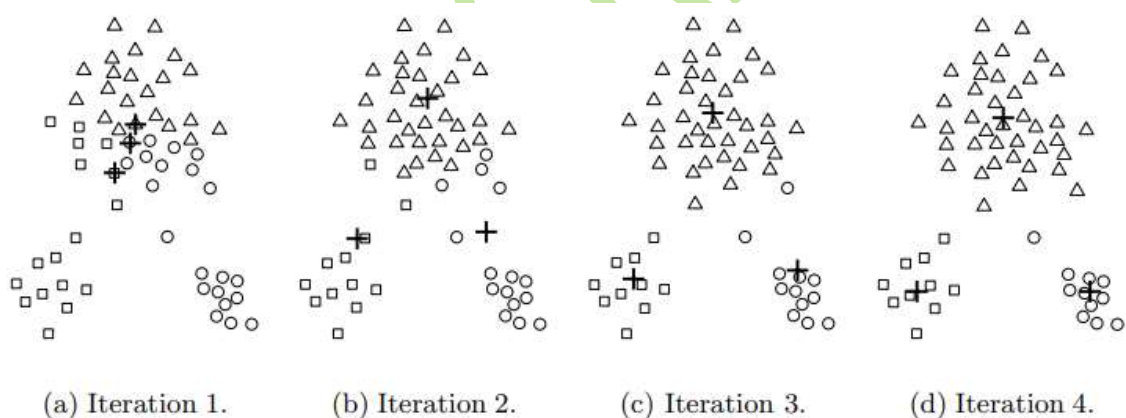 (a) Iteration 1.
(b) Iteration 2.
(c) Iteration 3.
(d) Iteration 4.